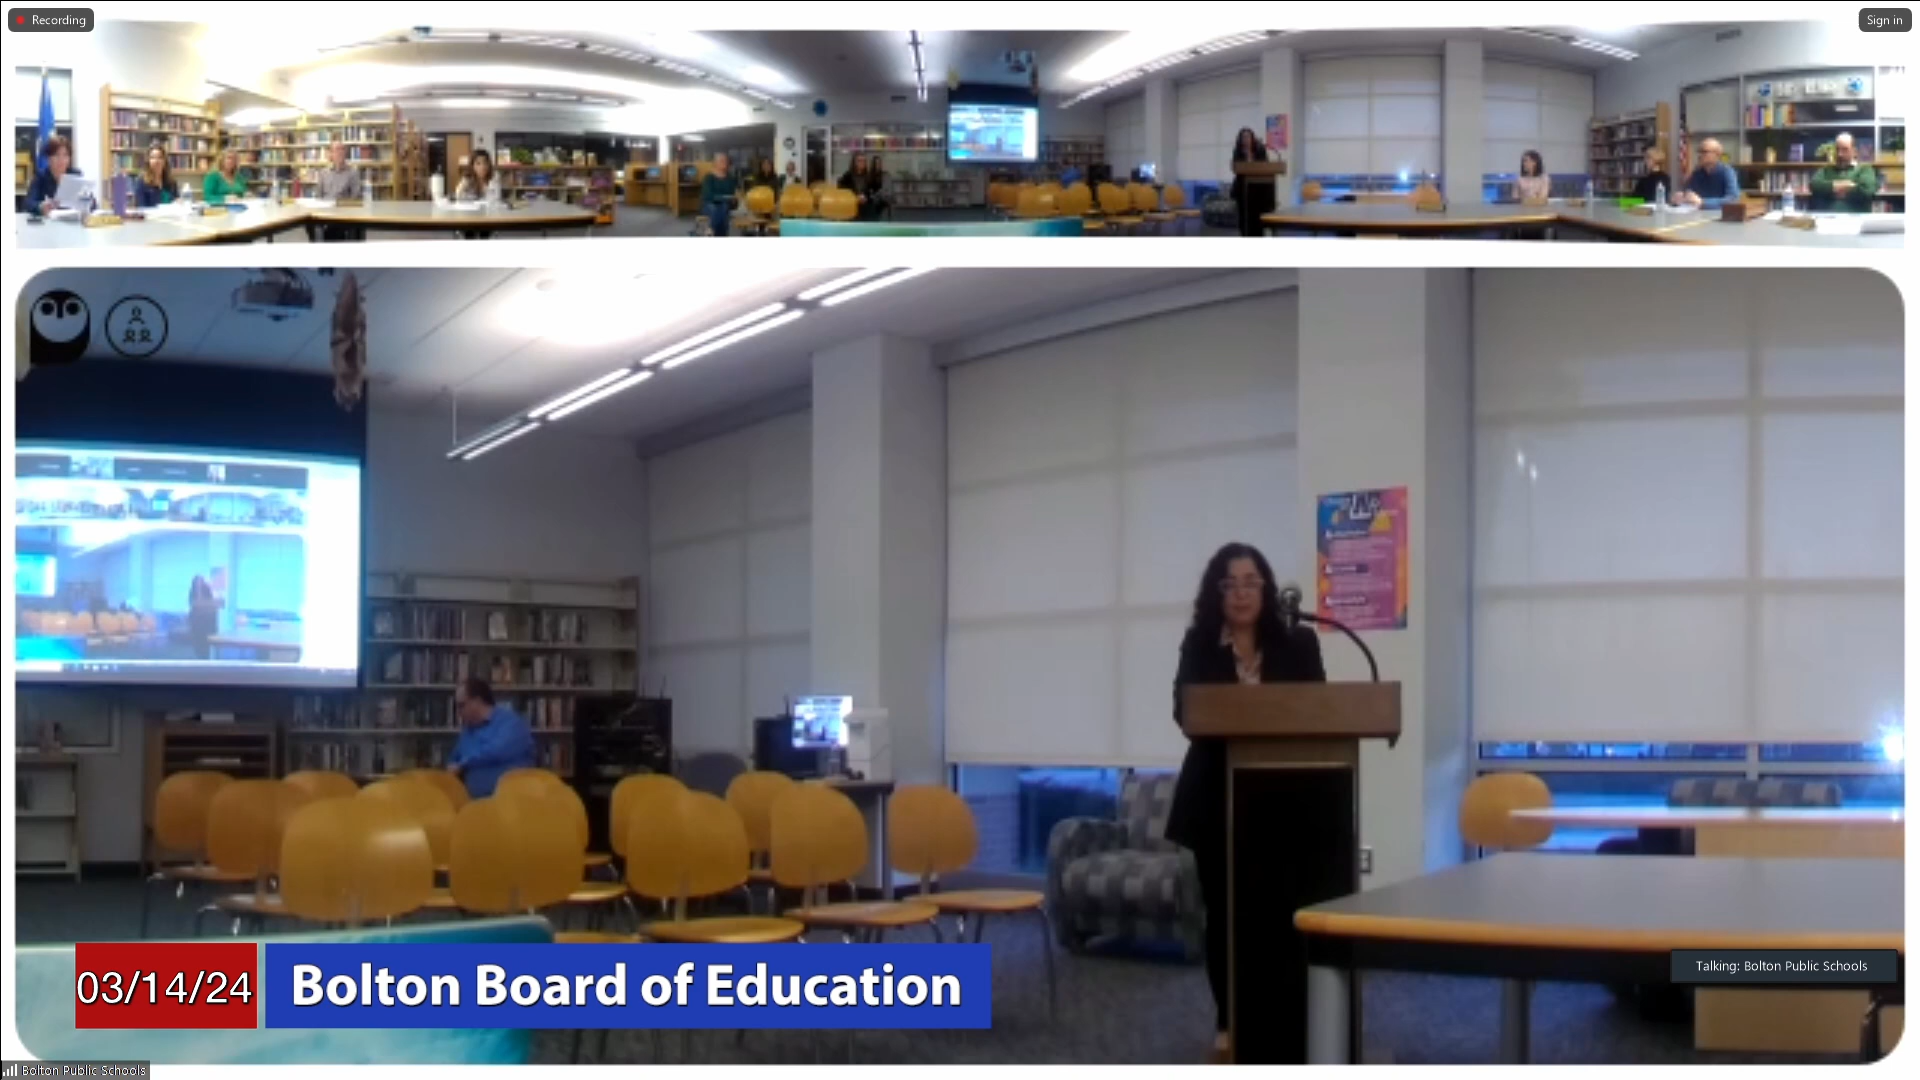 Recording
Sign in
03/14/24
Bolton Board of Education
Talking: Bolton Public Schools
Bolton Public Schools